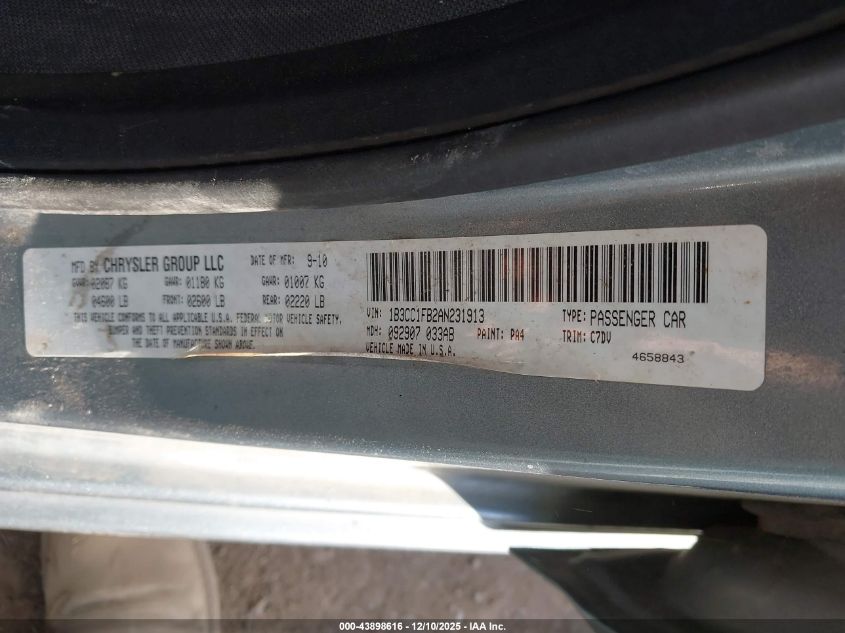 MFD BY CHRYSLER GROUP LLC DATE OF MFR: 9-10
GVWR: 02087 KG GAWR: 01180 KG GAWR: 01007 KG
04600 LB FRONT: 02600 LB REAR: 02220 LB
THIS VEHICLE CONFORMS TO ALL APPLICABLE U.S.A. FEDERAL MOTOR VEHICLE SAFETY,
BUMPER AND THEFT PREVENTION STANDARDS IN EFFECT ON
THE DATE OF MANUFACTURE SHOWN ABOVE.
VIN: 1B3CC1FB2AN231913 TYPE: PASSENGER CAR
MDH: 092907 033AB PAINT: PA4 TRIM: C7DV
VEHICLE MADE IN U.S.A.
4658843
000-43898616 - 12/10/2025 - IAA Inc.